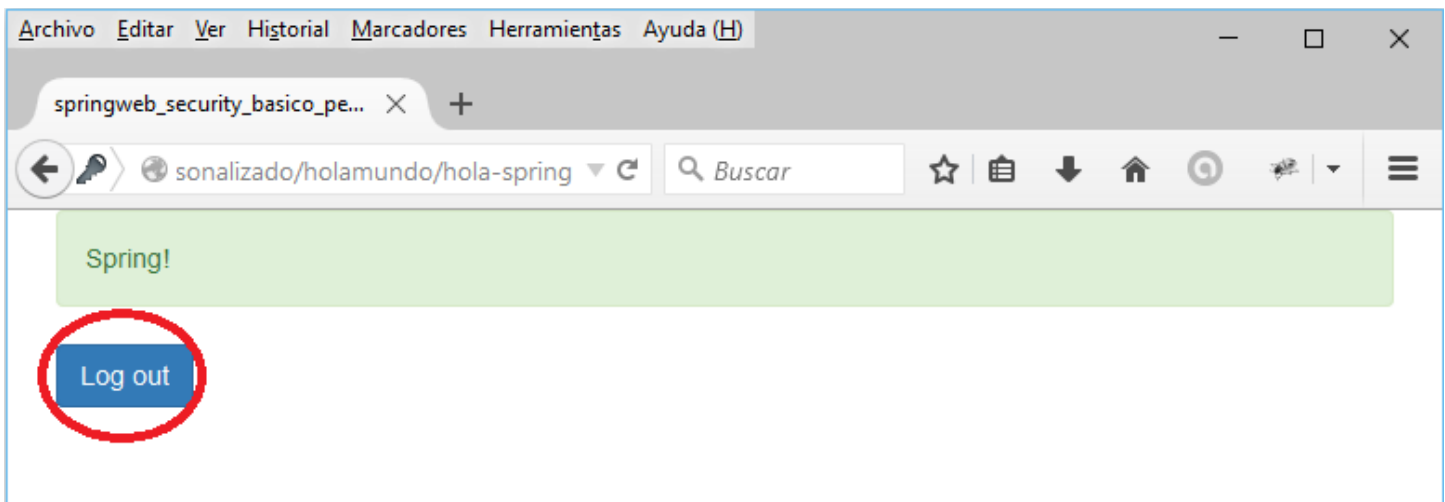 Archivo Editar Ver Historial Marcadores Herramientas Ayuda (H)
springweb_security_basico_pe...
sonalizado/holamundo/hola-spring Buscar
Spring!
Log out